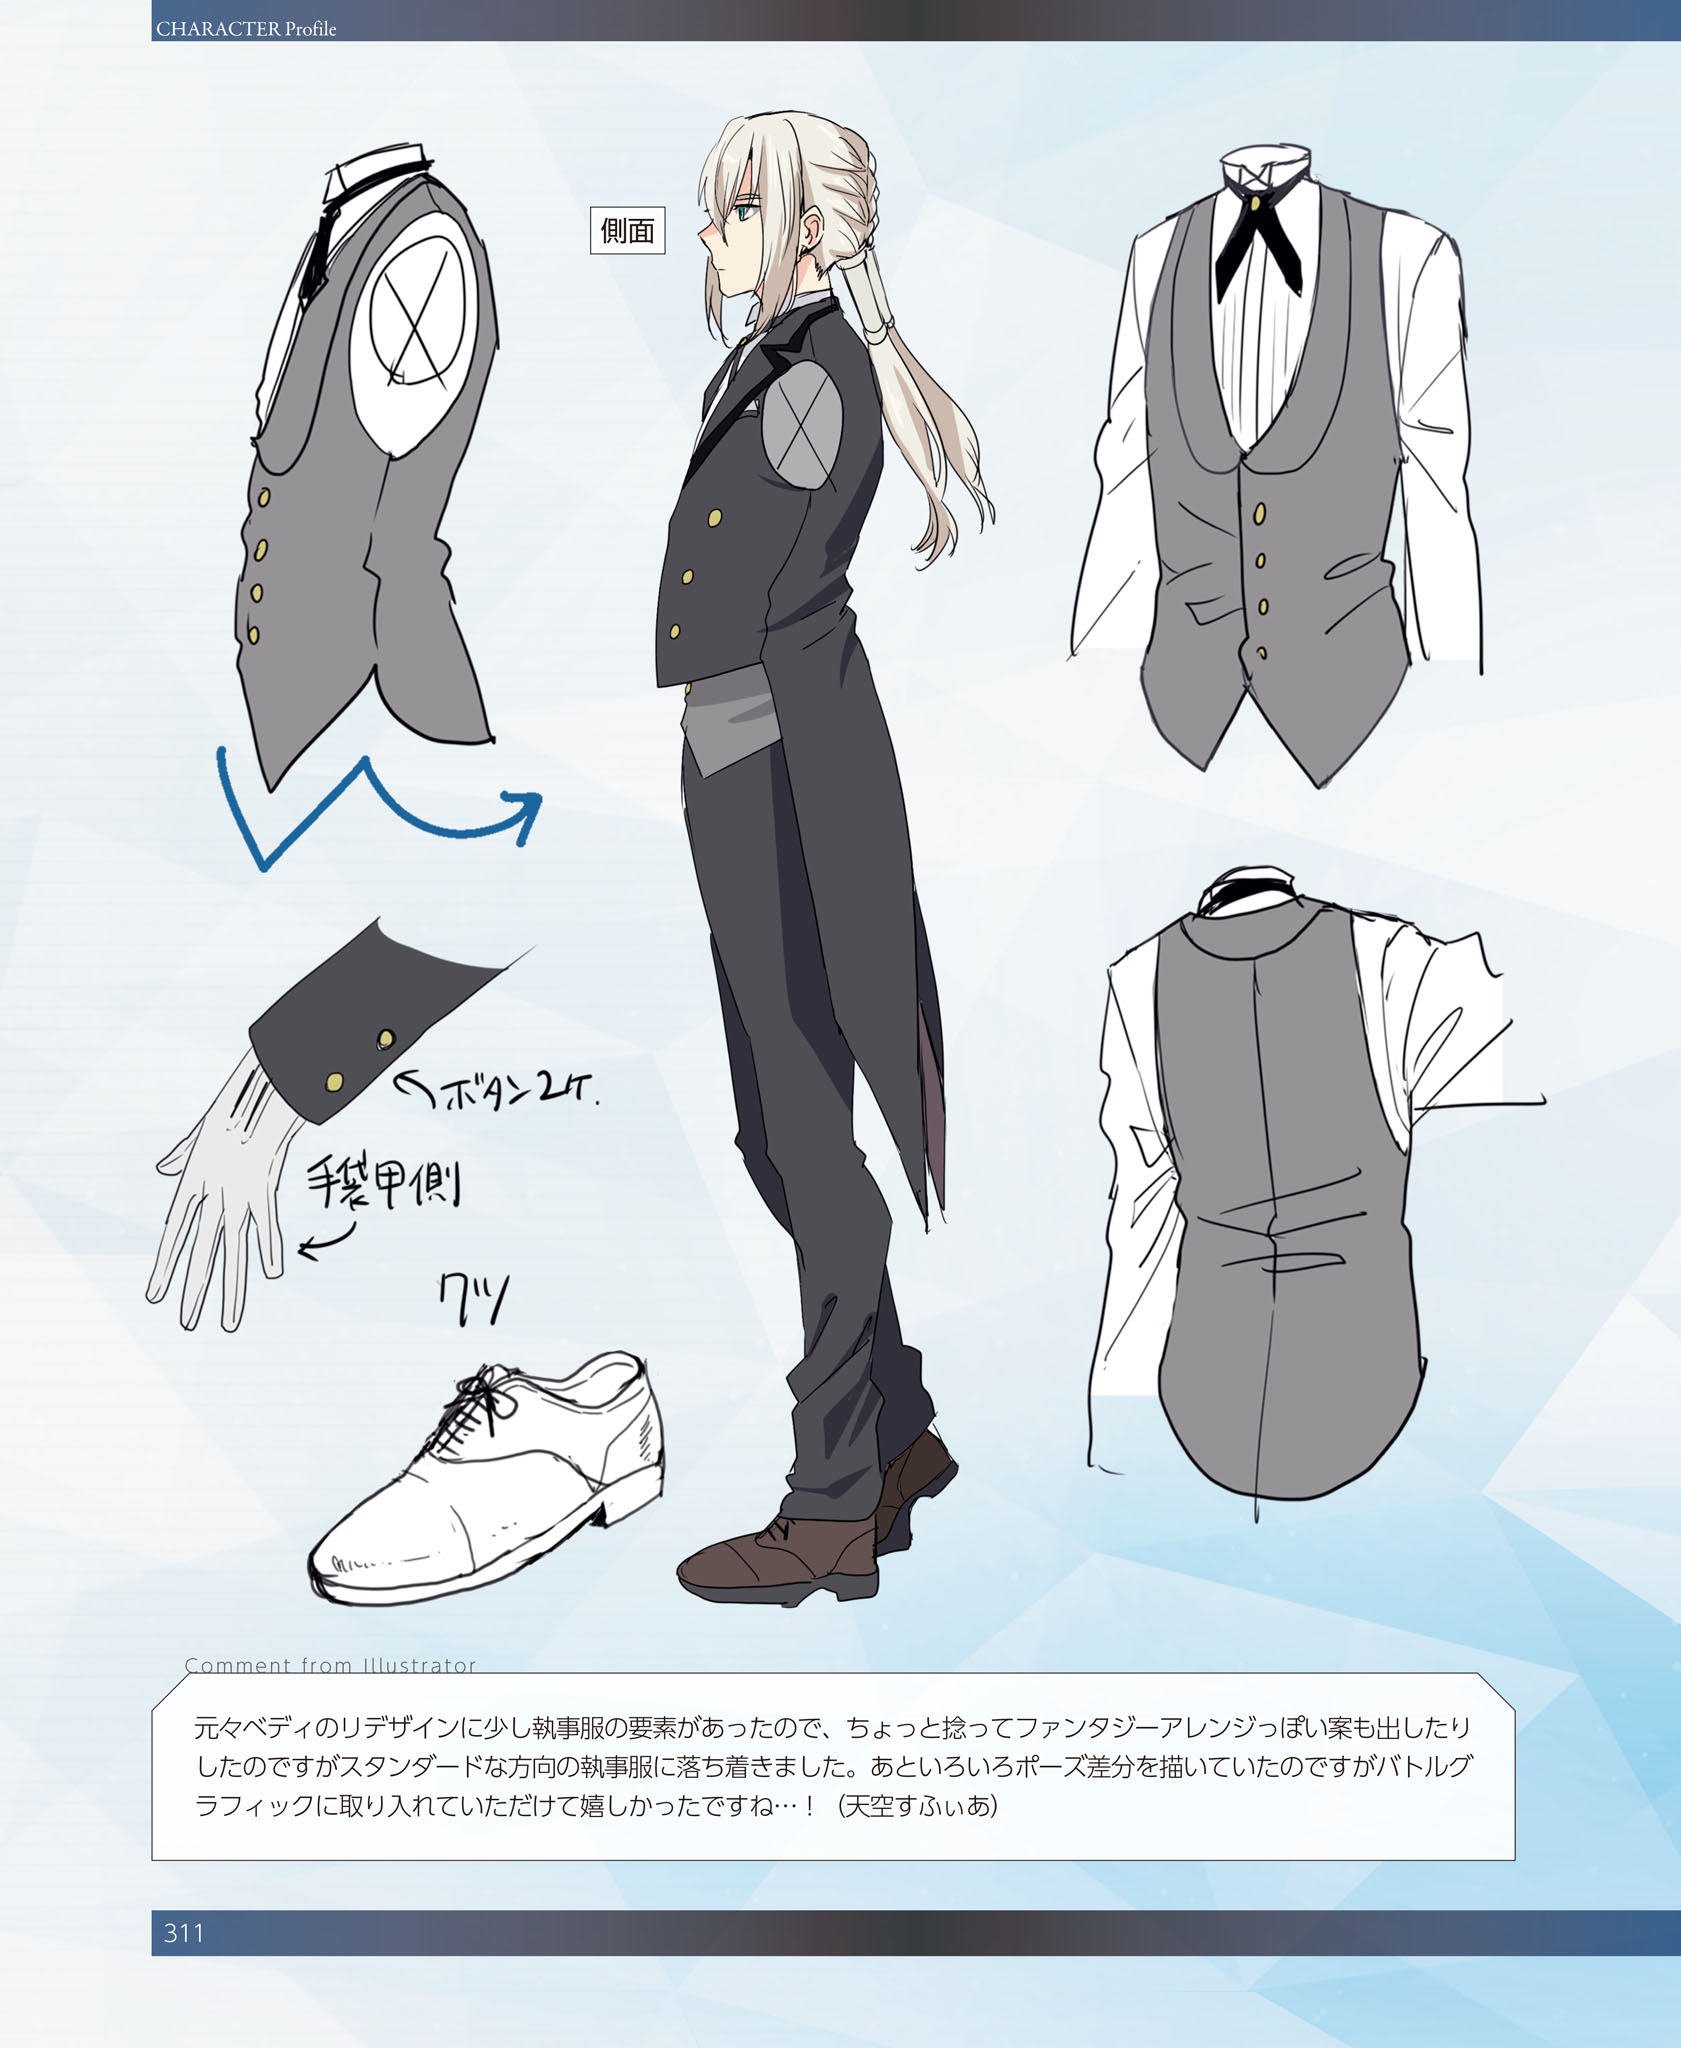 CHARACTER Profile
側面
ボタン2ケ.
手袋甲側
クツ
Comment from Illustrator
元々ベディのリデザインに少し執事服の要素があったので、ちょっと捻ってファンタジーアレンジっぽい案も出したり
したのですがスタンダードな方向の執事服に落ち着きました。あといろいろポーズ差分を描いていたのですがバトルグ
ラフィックに取り入れていただけて嬉しかったですね…！（天空すふぃあ）
311